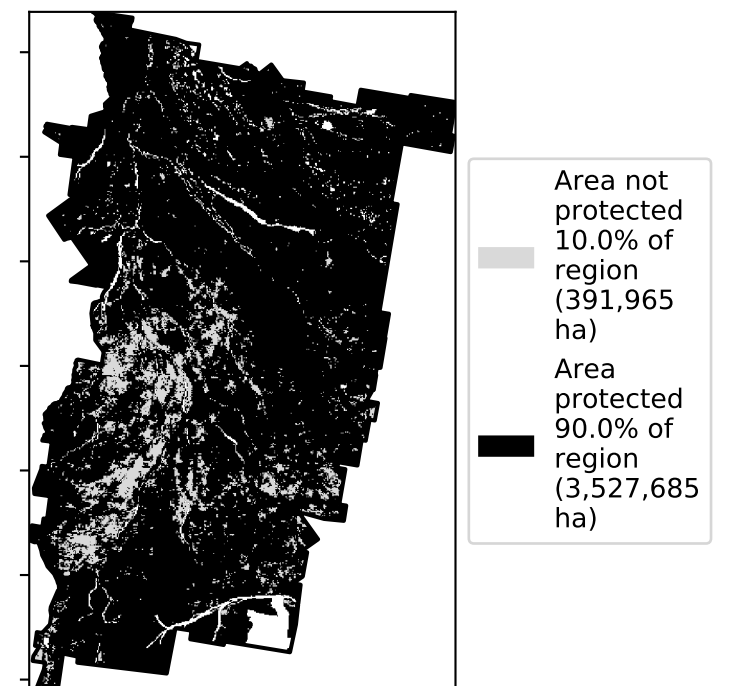 Area not
protected
10.0% of
region
(391,965
ha)
Area
protected
90.0% of
region
(3,527,685
ha)